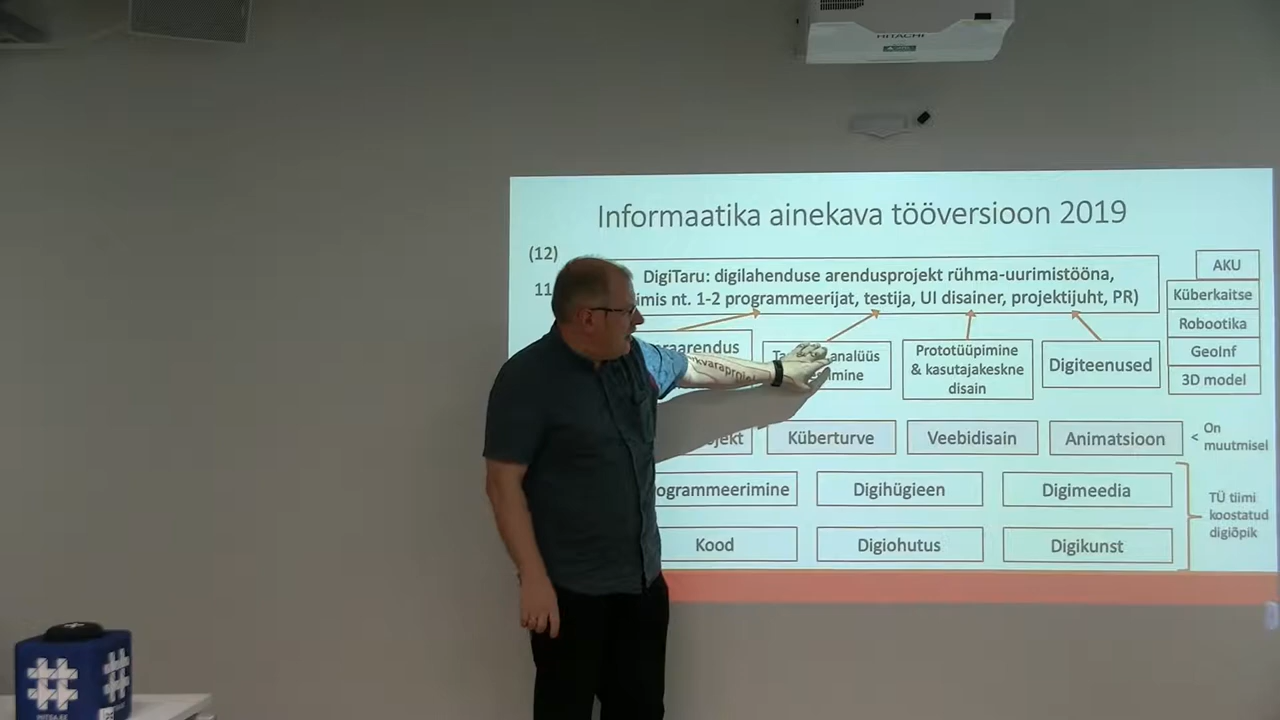 HITACHI
Informaatika ainekava tööversioon 2019
(12)
DigiTaru: digilahenduse arendusprojekt rühma-uurimistööna,
11
nt. 1-2 programmeerijat, testija, UI disainer, projektijuht, PR)
AKU
Küberkaitse
Robootika
GeoInf
3D model
Prototüüpimine
& kasutajakeskne
disain
Digiteenused
Küberturve
Veebidisain
Animatsioon
< On
muutmisel
Digihügieen
Digimeedia
Kood
Digiohutus
Digikunst
TÜ tiimi
koostatud
digiõpik